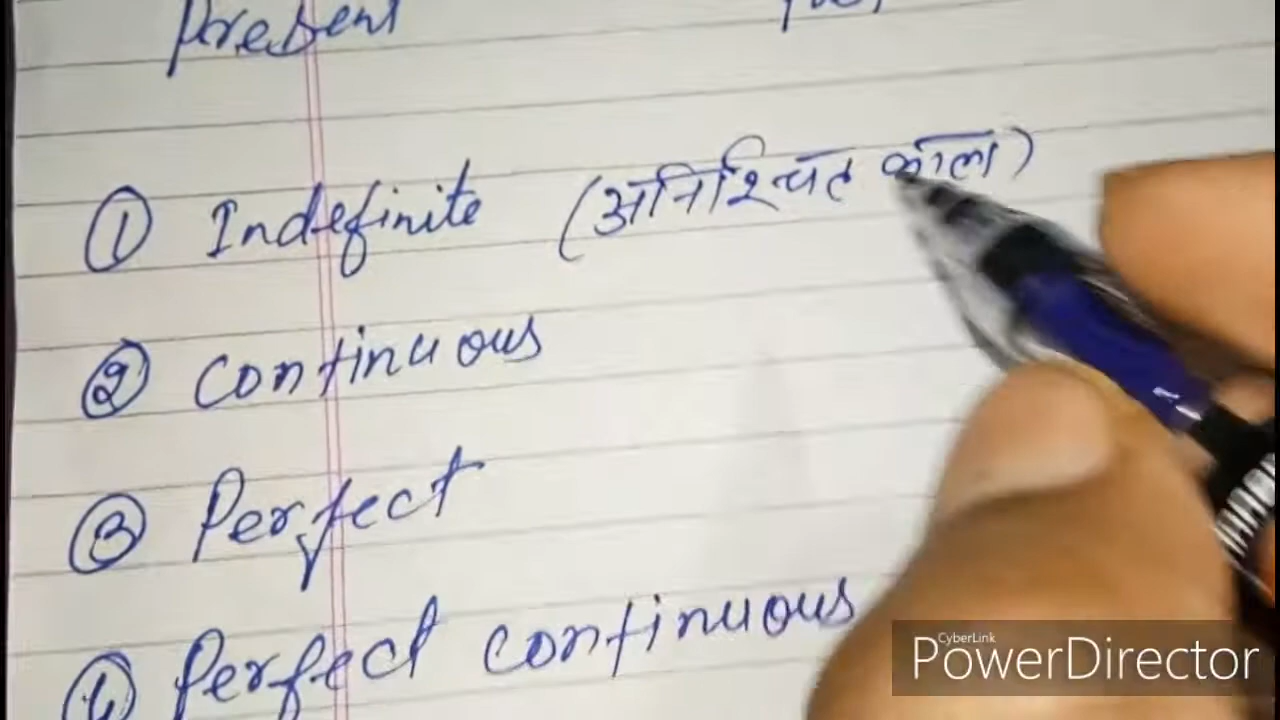 Present
① Indefinite (अनिश्चित काल)
② Continuous
③ Perfect
④ Perfect continuous
CyberLink
PowerDirector